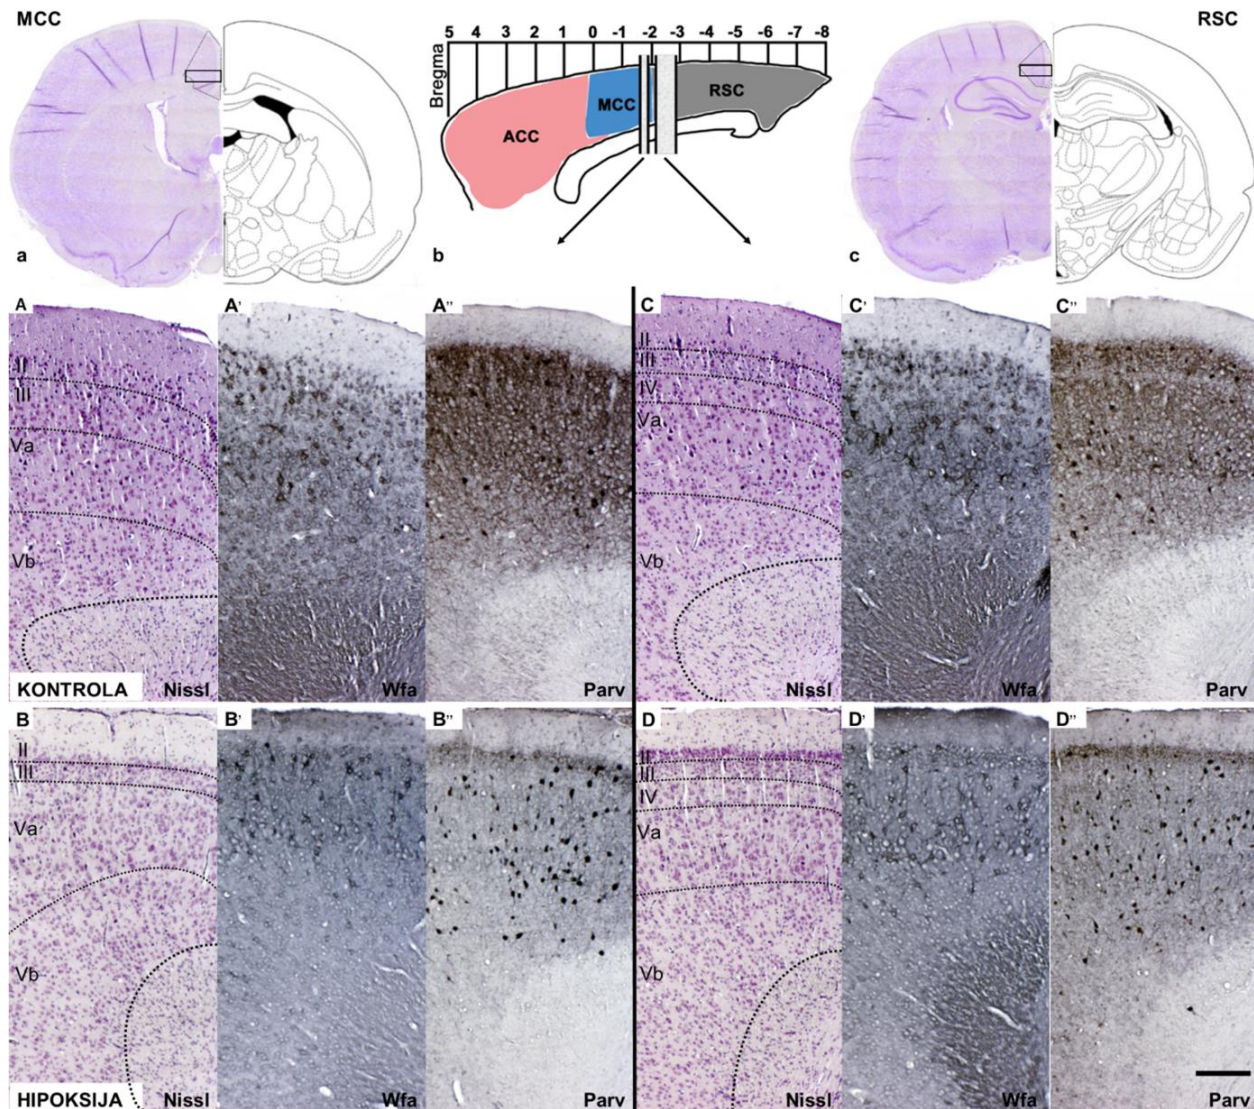 MCC
RSC
5 4 3 2 1 0 -1 -2 -3 -4 -5 -6 -7 -8
Bregma
ACC
MCC
RSC
a
b
c
A
A'
A''
C
C'
C''
II
III
Va
Vb
II
III
IV
Va
Vb
KONTROLA
Nissl
Wfa
Parv
Nissl
Wfa
Parv
B
B'
B''
D
D'
D''
II
III
Va
Vb
II
III
IV
Va
Vb
HIPOKSIJA
Nissl
Wfa
Parv
Nissl
Wfa
Parv